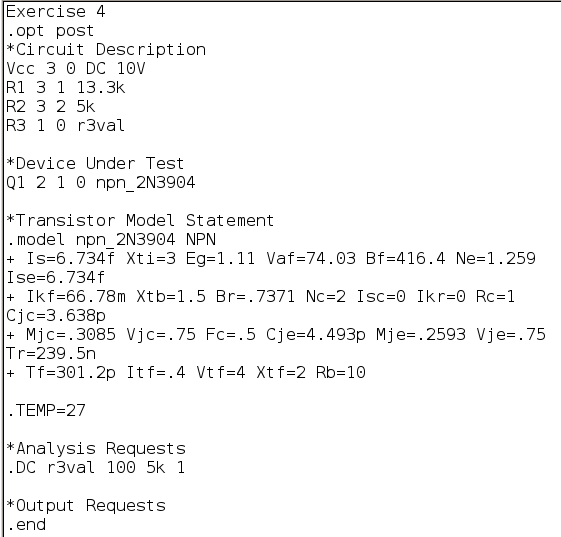 Exercise 4
.opt post
*Circuit Description
Vcc 3 0 DC 10V
R1 3 1 13.3k
R2 3 2 5k
R3 1 0 r3val
*Device Under Test
Q1 2 1 0 npn_2N3904
*Transistor Model Statement
.model npn_2N3904 NPN
+ Is=6.734f Xti=3 Eg=1.11 Vaf=74.03 Bf=416.4 Ne=1.259
Ise=6.734f
+ Ikf=66.78m Xtb=1.5 Br=.7371 Nc=2 Isc=0 Ikr=0 Rc=1
Cjc=3.638p
+ Mjc=.3085 Vjc=.75 Fc=.5 Cje=4.493p Mje=.2593 Vje=.75
Tr=239.5n
+ Tf=301.2p Itf=.4 Vtf=4 Xtf=2 Rb=10
.TEMP=27
*Analysis Requests
.DC r3val 100 5k 1
*Output Requests
.end